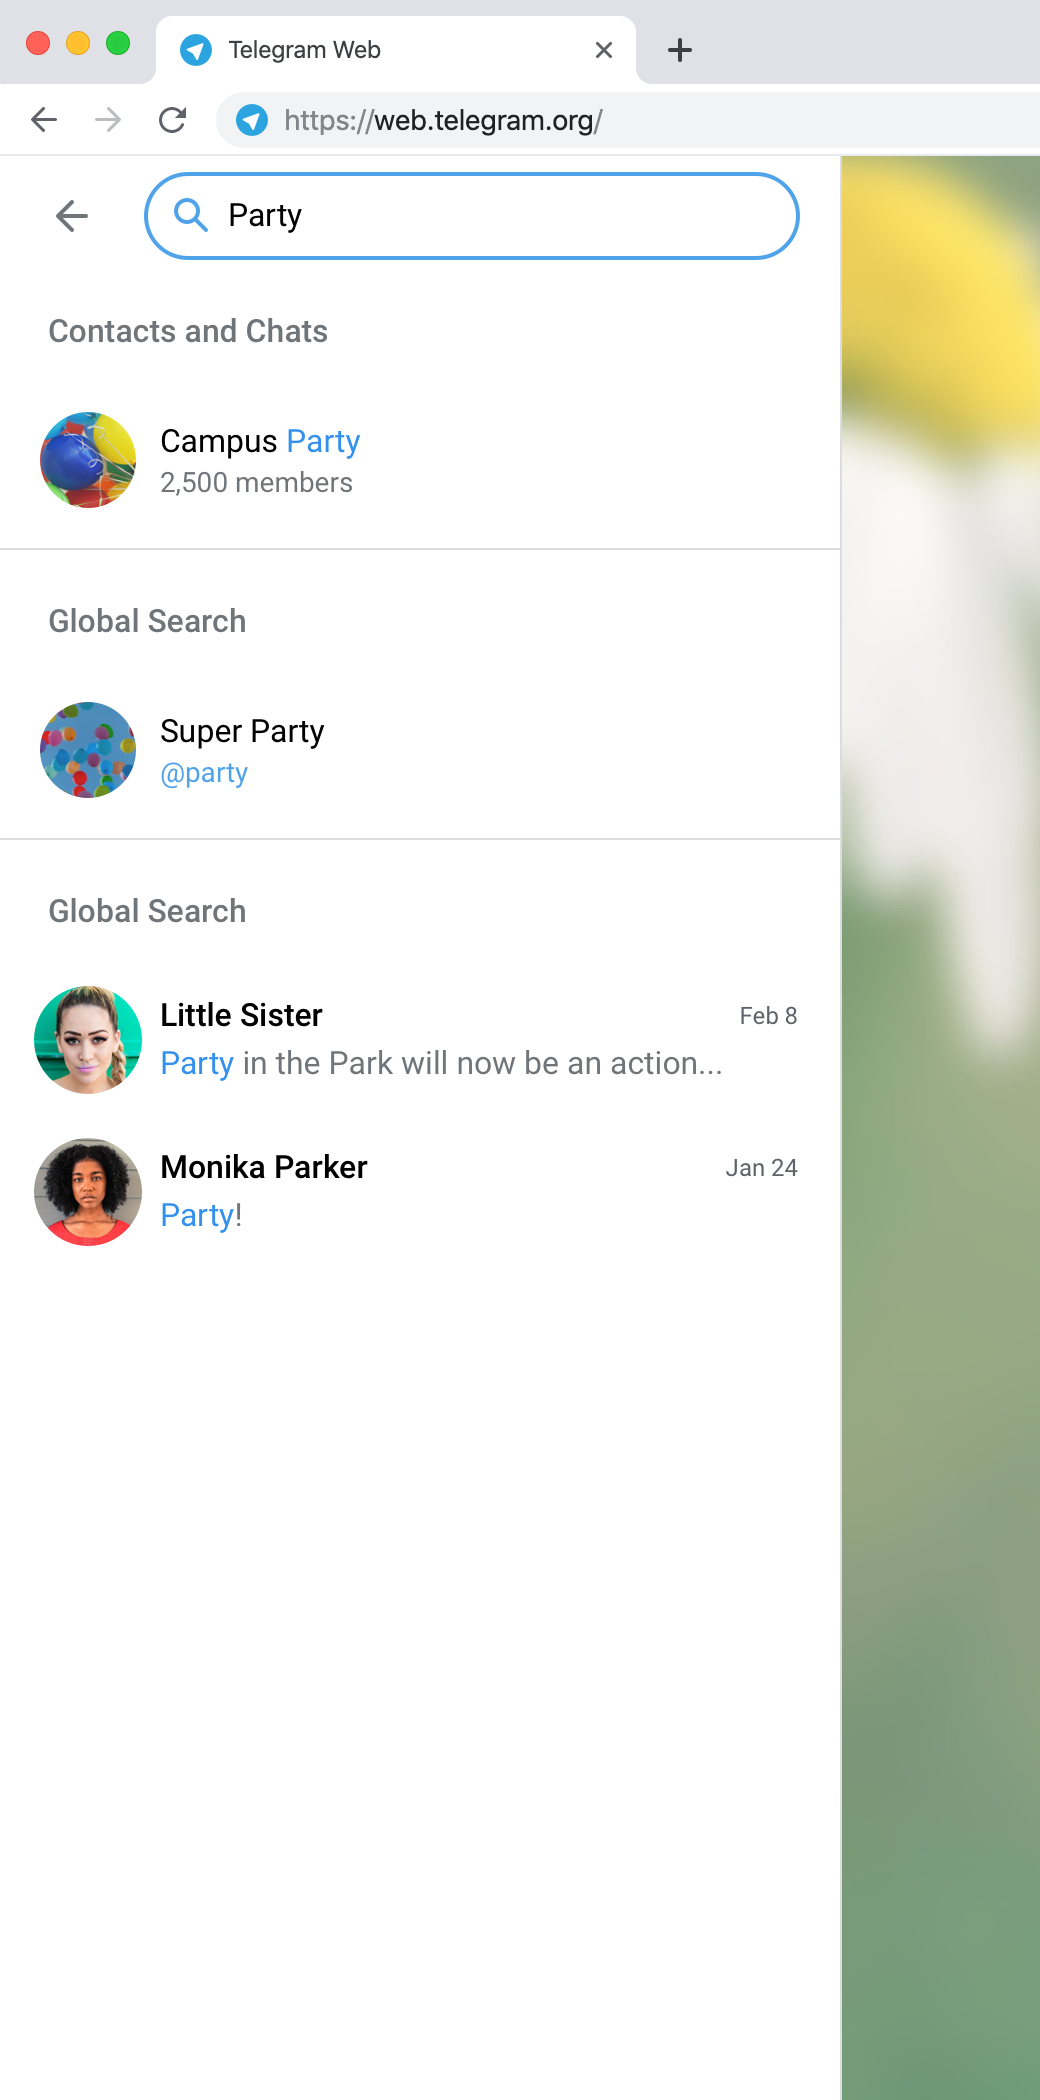 Telegram Web
https://web.telegram.org/
Party
Contacts and Chats
Campus Party
2,500 members
Global Search
Super Party
@party
Global Search
Little Sister
Feb 8
Party in the Park will now be an action...
Monika Parker
Jan 24
Party!